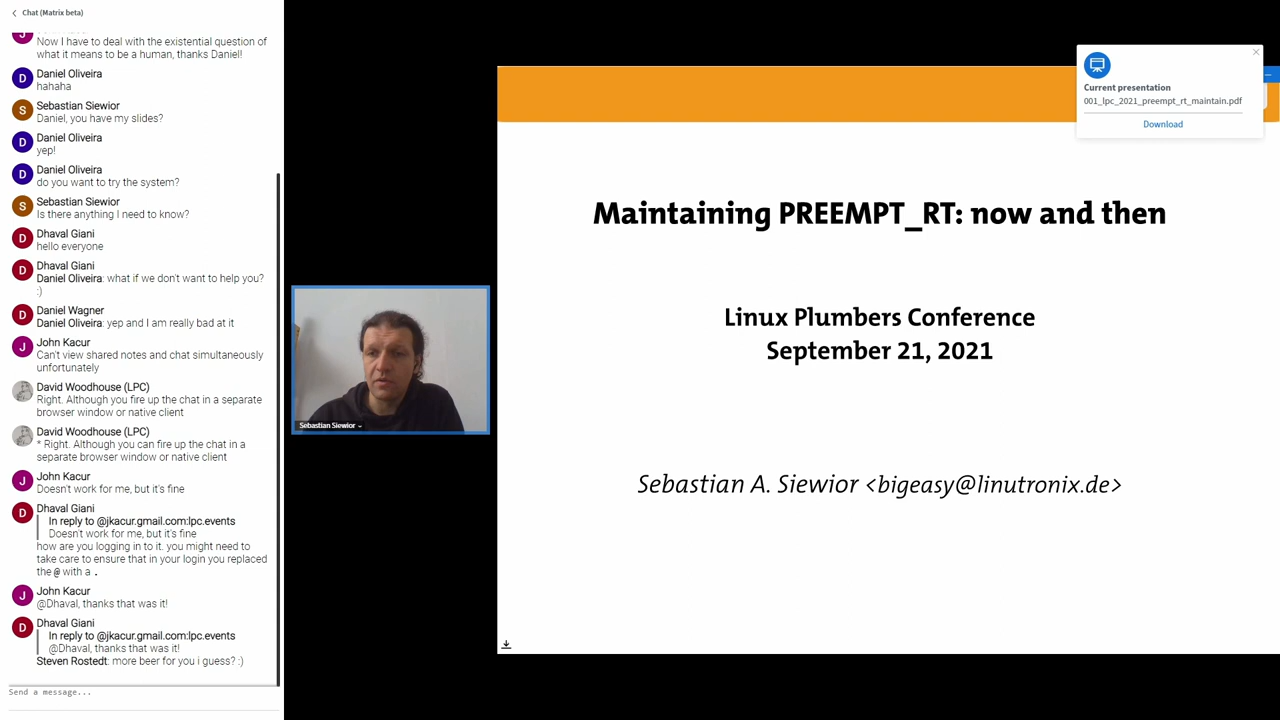 Chat (Matrix beta)
Now I have to deal with the existential question of
what it means to be a human, thanks Daniel!
D
Daniel Oliveira
hahaha
S
Sebastian Siewior
Daniel, you have my slides?
D
Daniel Oliveira
yep!
D
Daniel Oliveira
do you want to try the system?
S
Sebastian Siewior
Is there anything I need to know?
D
Dhaval Giani
hello everyone
D
Dhaval Giani
Daniel Oliveira: what if we don't want to help you?
:)
D
Daniel Wagner
Daniel Oliveira: yep and I am really bad at it
J
John Kacur
Can't view shared notes and chat simultaneously
unfortunately
David Woodhouse (LPC)
Right. Although you fire up the chat in a separate
browser window or native client
David Woodhouse (LPC)
* Right. Although you can fire up the chat in a
separate browser window or native client
J
John Kacur
Doesn't work for me, but it's fine
D
Dhaval Giani
In reply to @jkacur.gmail.com:lpc.events
Doesn't work for me, but it's fine
how are you logging in to it. you might need to
take care to ensure that in your login you replaced
the @ with a .
J
John Kacur
@Dhaval, thanks that was it!
D
Dhaval Giani
In reply to @jkacur.gmail.com:lpc.events
@Dhaval, thanks that was it!
Steven Rostedt: more beer for you i guess? :)
Send a message...
Sebastian Siewior
Current presentation
001_lpc_2021_preempt_rt_maintain.pdf
Download
Maintaining PREEMPT_RT: now and then
Linux Plumbers Conference
September 21, 2021
Sebastian A. Siewior <bigeasy@linutronix.de>